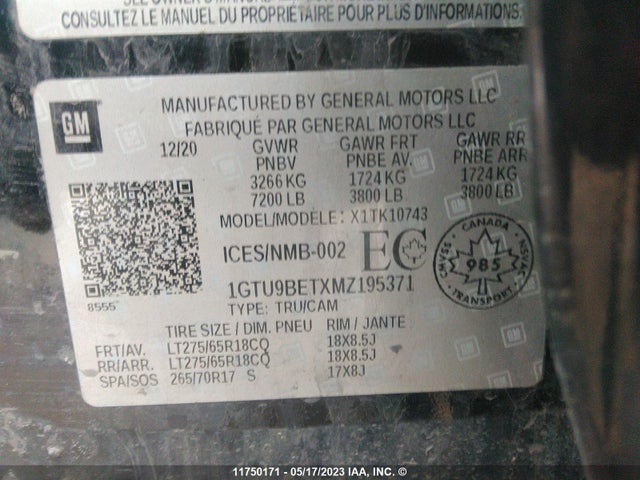 CONSULTEZ LE MANUEL DU PROPRIÉTAIRE POUR PLUS D'INFORMATIONS.
GM
MANUFACTURED BY GENERAL MOTORS LLC
FABRIQUÉ PAR GENERAL MOTORS LLC
12/20 GVWR GAWR FRT GAWR RR
PNBV PNBE AV. PNBE ARR
3266 KG 1724 KG 1724 KG
7200 LB 3800 LB 3800 LB
MODEL/MODÈLE: X1TK10743
ICES/NMB-002 EC
CANADA
985
TRANSPORT
8555
1GTU9BETXMZ195371
TYPE: TRU/CAM
TIRE SIZE / DIM. PNEU RIM / JANTE
FRT/AV. LT275/65R18CQ 18X8.5J
RR/ARR. LT275/65R18CQ 18X8.5J
SPA/SOS 265/70R17 S 17X8J
11750171 - 05/17/2023 IAA, INC. ©